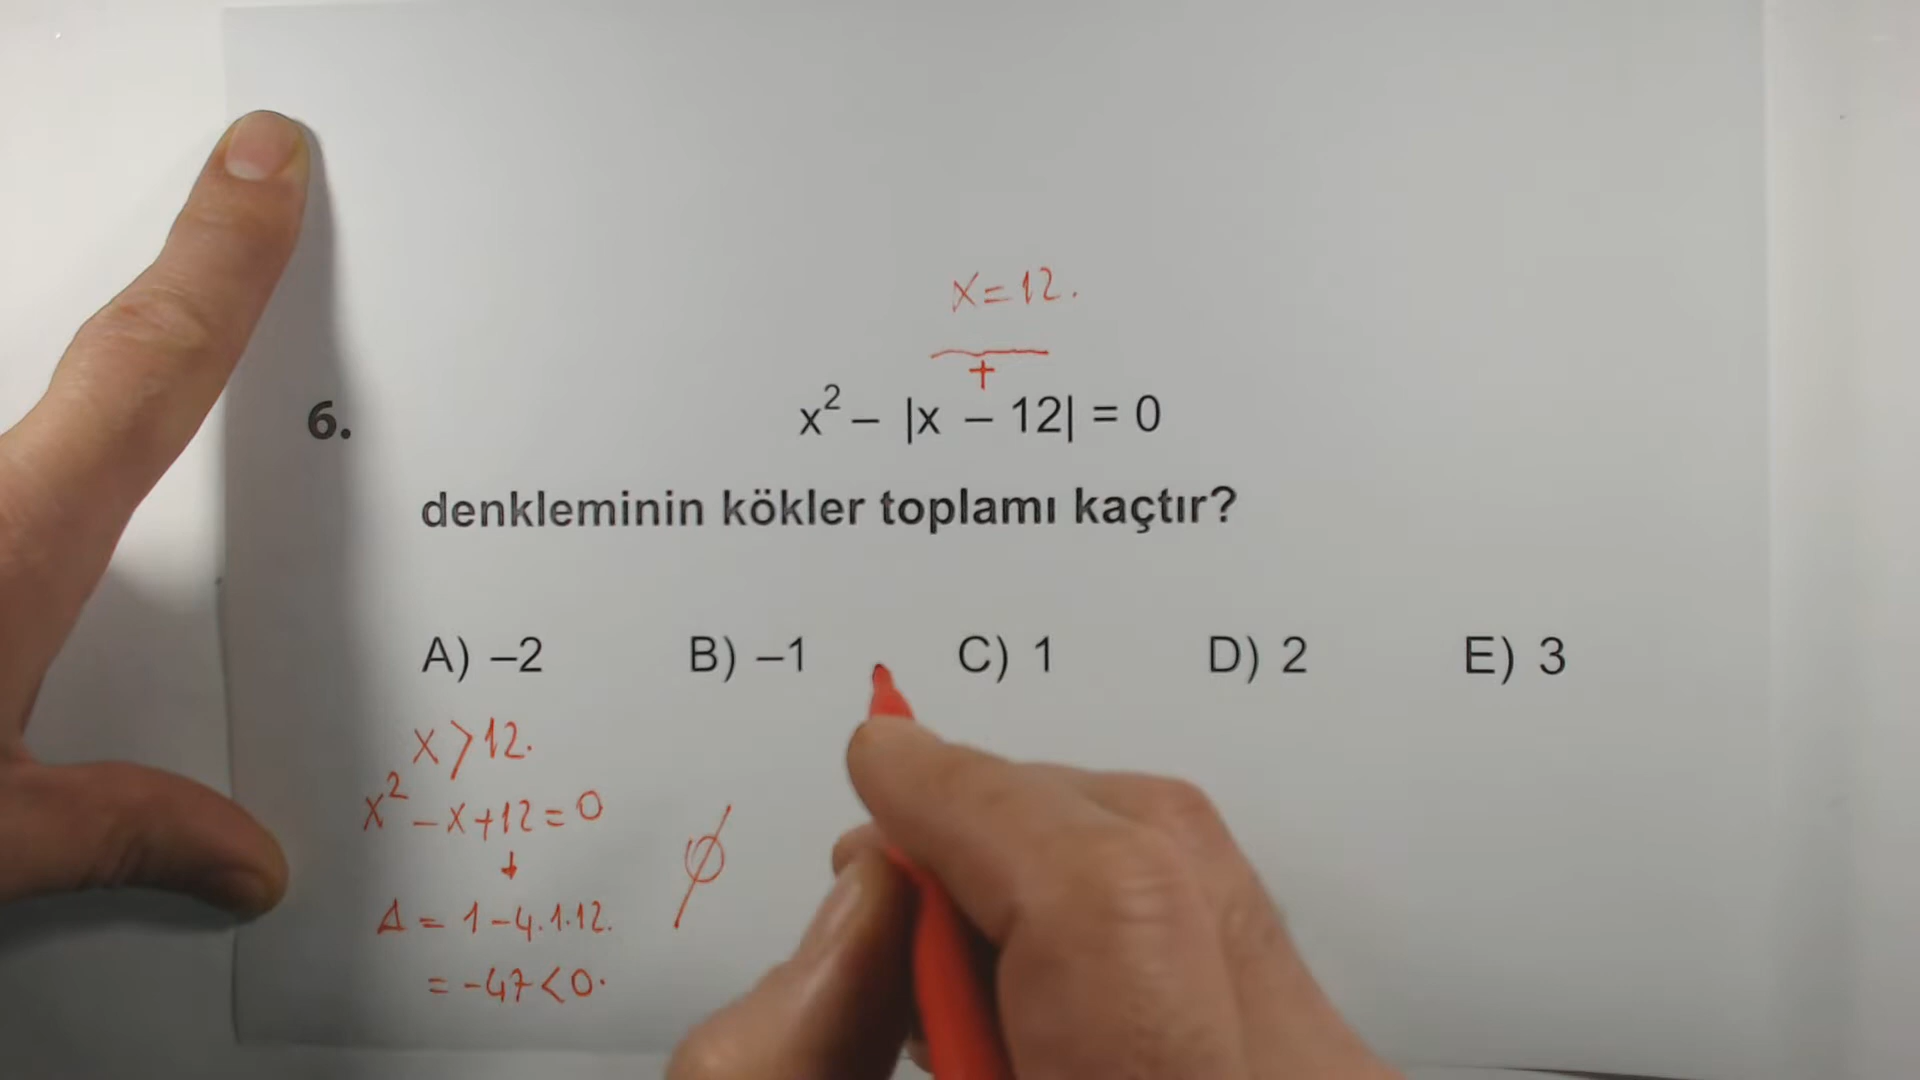 x=12.
+
6. x² – |x – 12| = 0
denkleminin kökler toplamı kaçtır?
A) –2 B) –1 C) 1 D) 2 E) 3
x>12.
x²-x+12=0
↓
Δ = 1-4.1.12.
= -47<0.
∅